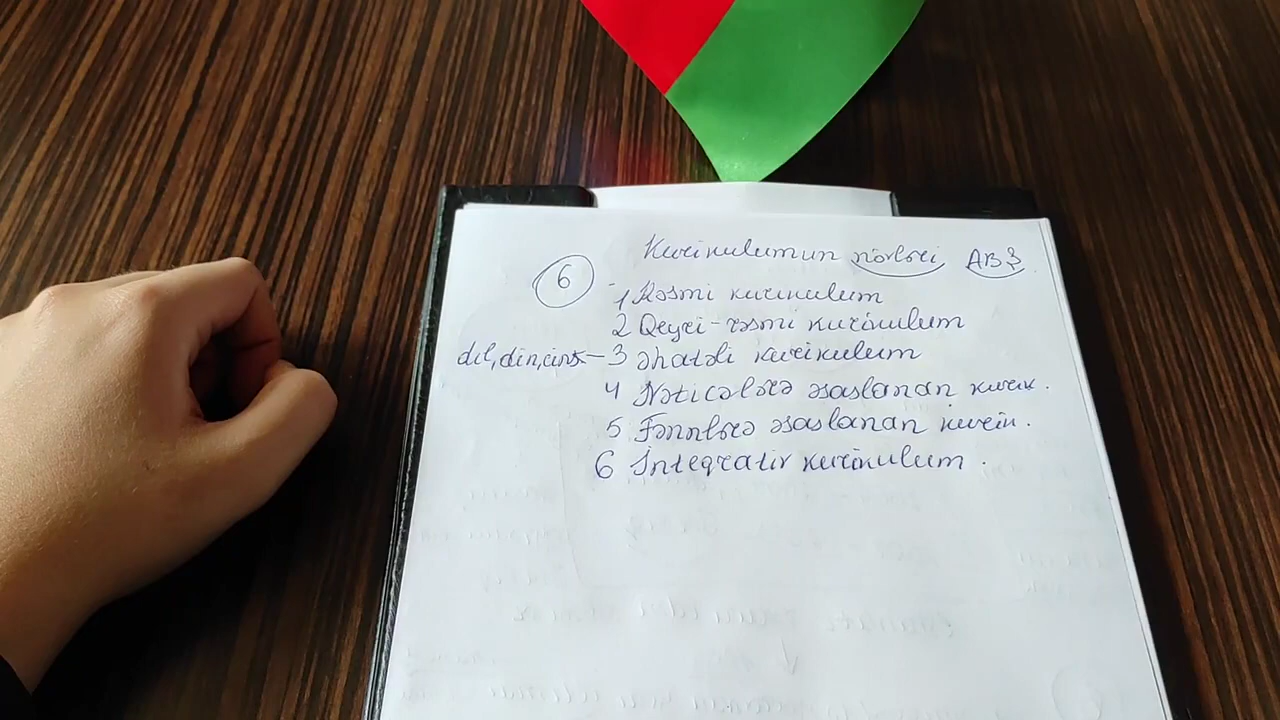 Kurikulumun növləri ABŞ
6
1 Rəsmi kurikulum
2 Qeyri-rəsmi kurikulum
dil, din, cins – 3 Əhatəli kurikulum
4 Nəticələrə əsaslanan kurik.
5 Fənnlərə əsaslanan kurik.
6 İnteqrativ kurikulum.